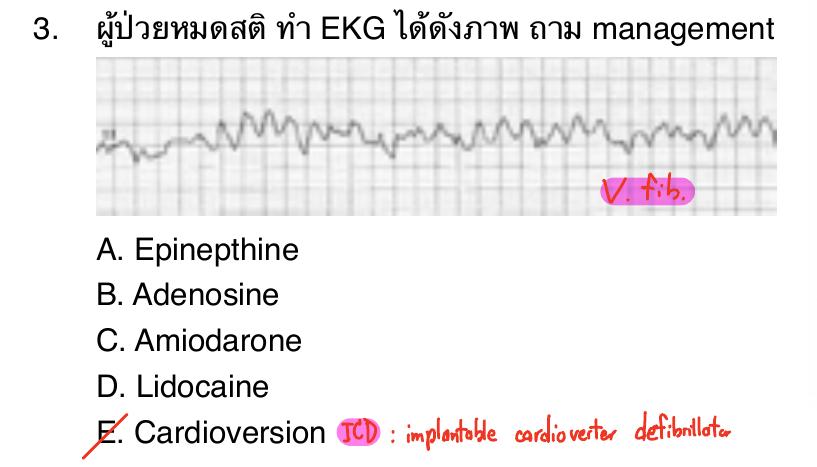 3. ผู้ป่วยหมดสติ ทำ EKG ได้ดังภาพ ถาม management
V. fib.
A. Epinepthine
B. Adenosine
C. Amiodarone
D. Lidocaine
E. Cardioversion ICD : implantable cardioverter defibrillator